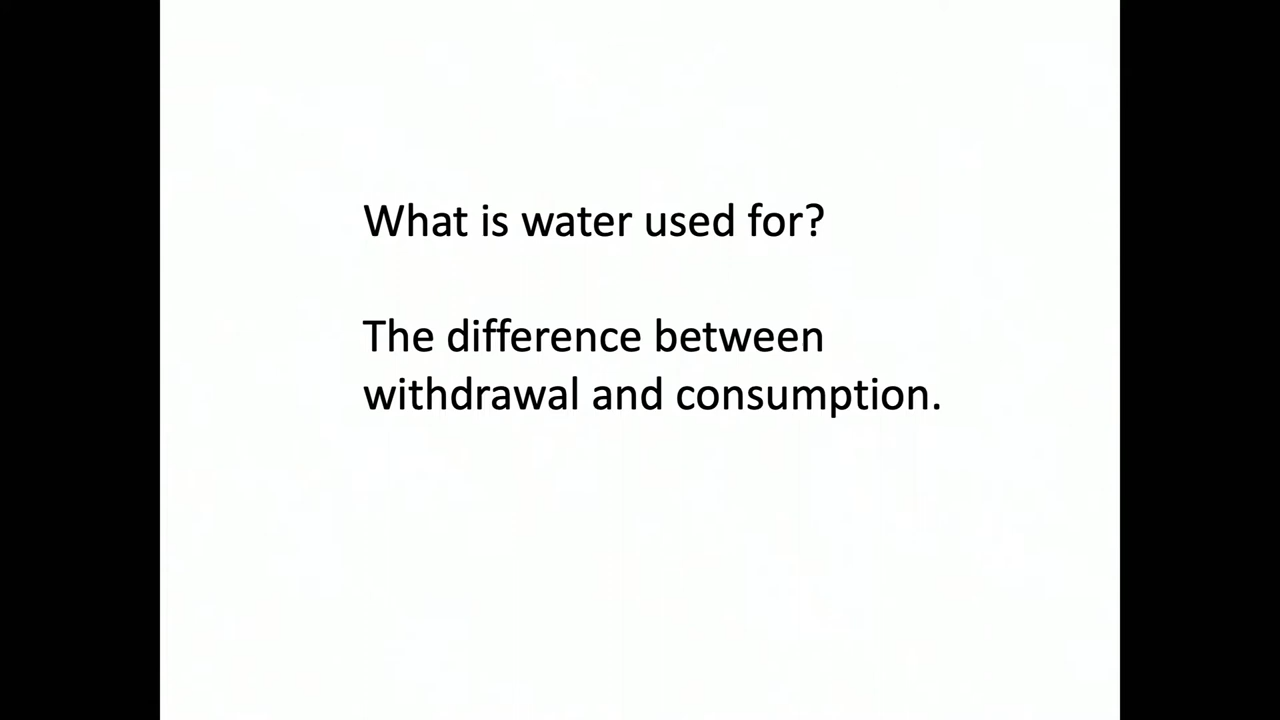 What is water used for?
The difference between
withdrawal and consumption.